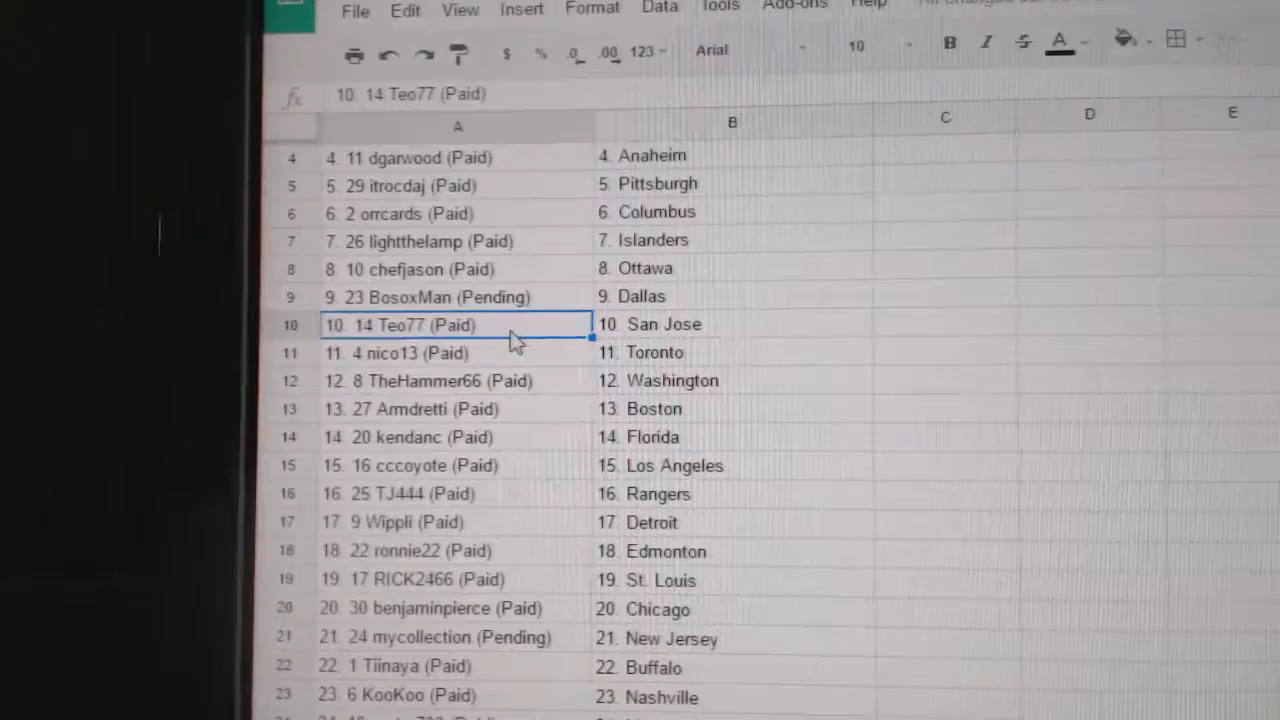 File Edit View Insert Format Data Tools Add-ons Help
$ % .0 .00 123 Arial 10 B I S A
fx 10. 14 Teo77 (Paid)
A B C D E
4 4. 11 dgarwood (Paid) 4. Anaheim
5 5. 29 itrocdaj (Paid) 5. Pittsburgh
6 6. 2 orrcards (Paid) 6. Columbus
7 7. 26 lightthelamp (Paid) 7. Islanders
8 8. 10 chefjason (Paid) 8. Ottawa
9 9. 23 BosoxMan (Pending) 9. Dallas
10 10. 14 Teo77 (Paid) 10. San Jose
11 11. 4 nico13 (Paid) 11. Toronto
12 12. 8 TheHammer66 (Paid) 12. Washington
13 13. 27 Armdretti (Paid) 13. Boston
14 14. 20 kendanc (Paid) 14. Florida
15 15. 16 cccoyote (Paid) 15. Los Angeles
16 16. 25 TJ444 (Paid) 16. Rangers
17 17. 9 Wippli (Paid) 17. Detroit
18 18. 22 ronnie22 (Paid) 18. Edmonton
19 19. 17 RICK2466 (Paid) 19. St. Louis
20 20. 30 benjaminpierce (Paid) 20. Chicago
21 21. 24 mycollection (Pending) 21. New Jersey
22 22. 1 Tiinaya (Paid) 22. Buffalo
23 23. 6 KooKoo (Paid) 23. Nashville